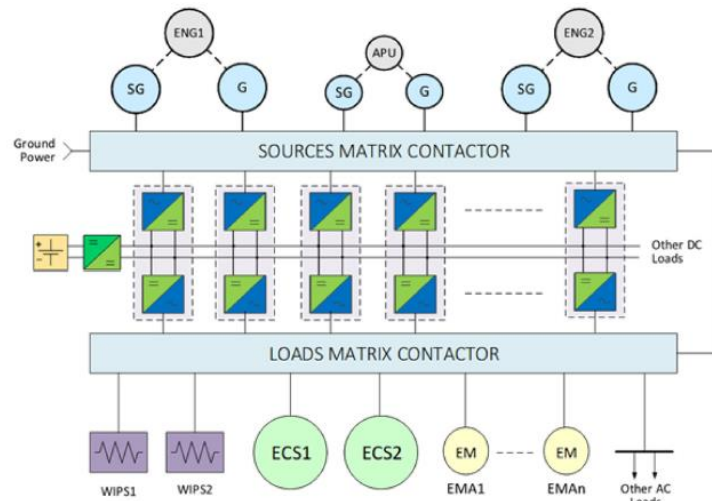 ENG1
APU
ENG2
SG
G
SG
G
SG
G
Ground
Power
SOURCES MATRIX CONTACTOR
Other DC
Loads
LOADS MATRIX CONTACTOR
ECS1
ECS2
EM
EM
WIPS1
WIPS2
EMA1
EMAn
Other AC
Loads